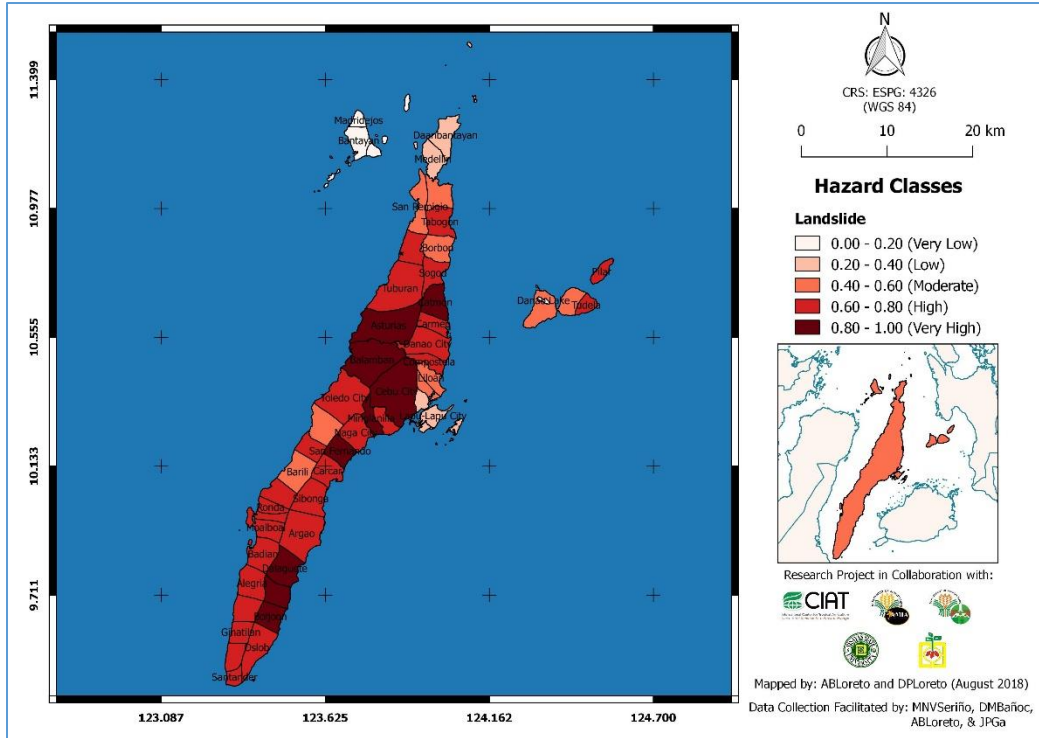 11.399
10.977
10.555
10.133
9.711
123.087
123.625
124.162
124.700
Madridejos
Bantayan
Daanbantayan
Medellin
San Remigio
Tabogon
Borbon
Sogod
Tuburan
Asturias
Carmen
Danao City
Compostela
Liloan
Balamban
Cebu City
Toledo City
Minglanilla
Lapu-Lapu City
Naga City
San Fernando
Barili
Carcar
Sibonga
Ronda
Moalboal
Argao
Badian
Dalaguete
Alegria
Boljoon
Ginatilan
Oslob
Santander
Pilar
Danao Lake
Tudela
N
CRS: ESPG: 4326
(WGS 84)
0 10 20 km
Hazard Classes
Landslide
0.00 - 0.20 (Very Low)
0.20 - 0.40 (Low)
0.40 - 0.60 (Moderate)
0.60 - 0.80 (High)
0.80 - 1.00 (Very High)
Research Project in Collaboration with:
CIAT
Mapped by: ABLoreto and DPLoreto (August 2018)
Data Collection Facilitated by: MNVSeriño, DMBañoc,
ABLoreto, & JPGa